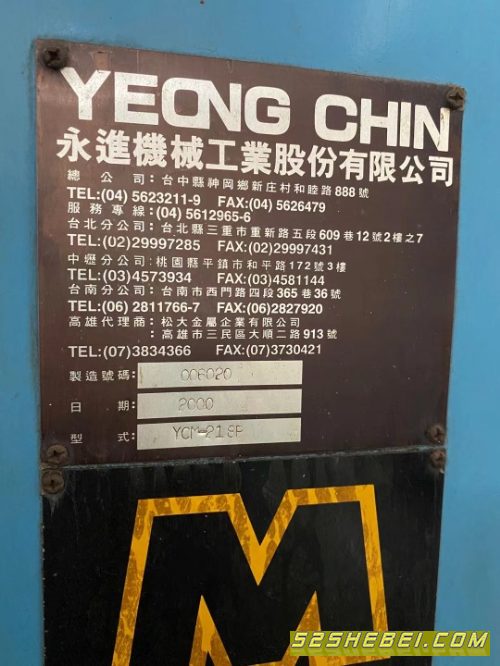 YEONG CHIN
永進機械工業股份有限公司
總公司：台中縣神岡鄉新庄村和睦路888號
TEL:(04) 5623211-9 FAX:(04) 5626479
服務專線:(04) 5612965-6
台北分公司：台北縣三重市重新路五段609巷12號2樓之7
TEL:(02)29997285 FAX:(02)29997431
中壢分公司:桃園縣平鎮市和平路172號3樓
TEL:(03)4573934 FAX:(03)4581144
台南分公司：台南市西門路四段365巷36號
TEL:(06) 2811766-7 FAX:(06)2827920
高雄代理商：松大金屬企業有限公司
：高雄市三民區大順二路913號
TEL:(07)3834366 FAX:(07)3730421
製造號碼： 006020
日期： 2000
型式： YCM-218P
M
52SHEBEI.COM